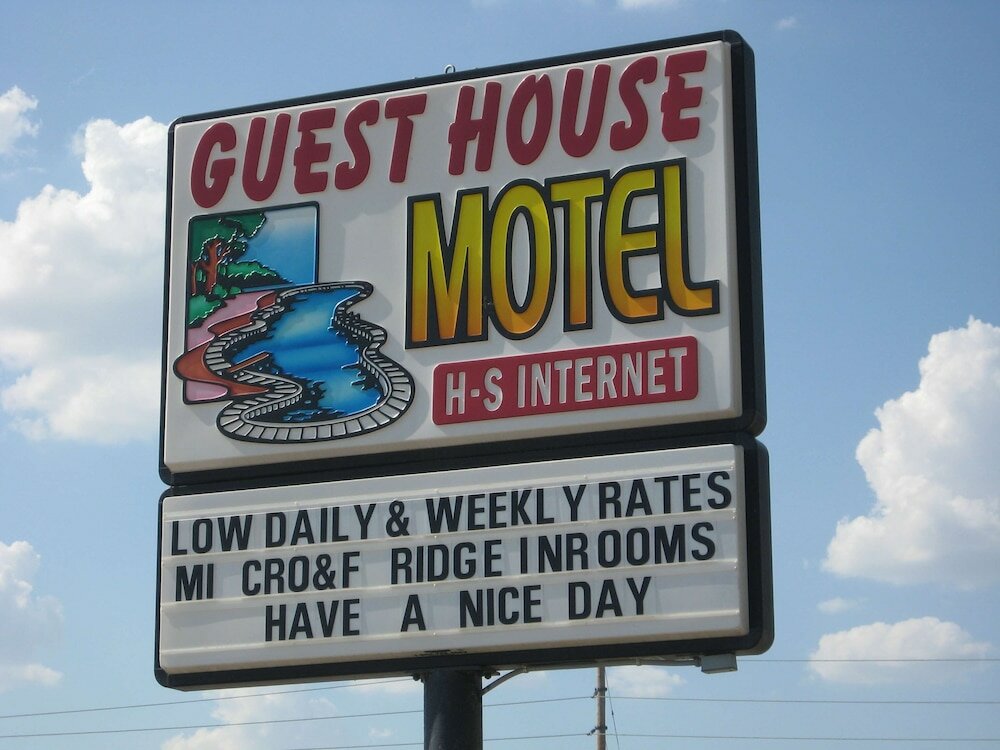 GUEST HOUSE
MOTEL
H-S INTERNET
LOW DAILY & WEEKLY RATES
MI CRO&F RIDGE INROOMS
HAVE A NICE DAY